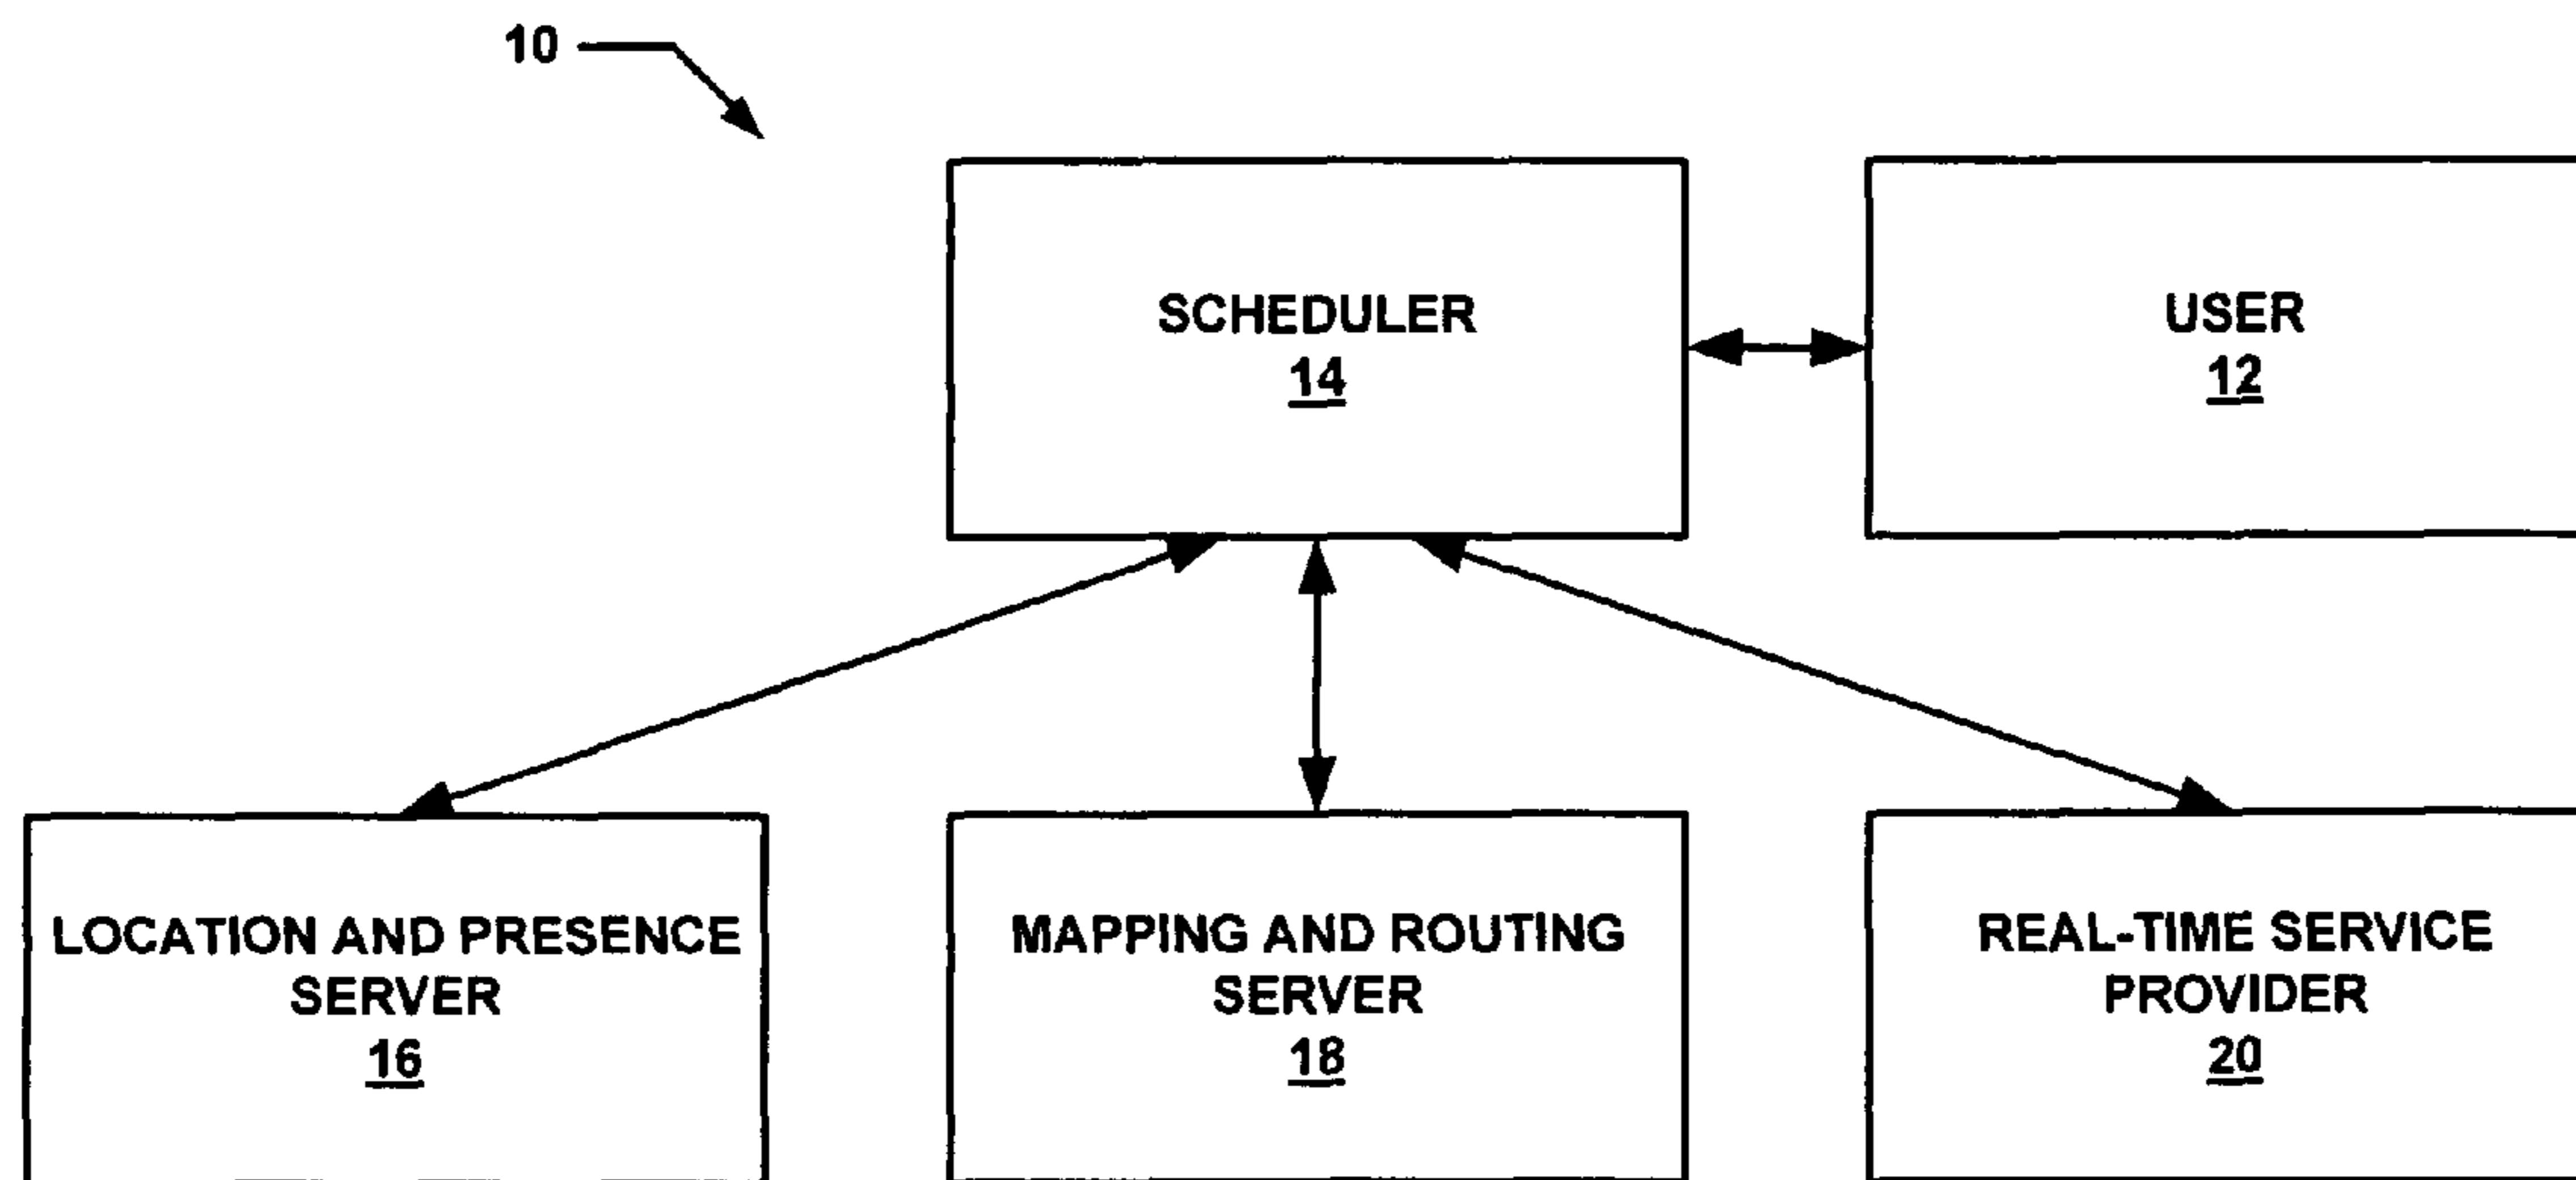 10
SCHEDULER
14
USER
12
LOCATION AND PRESENCE
SERVER
16
MAPPING AND ROUTING
SERVER
18
REAL-TIME SERVICE
PROVIDER
20